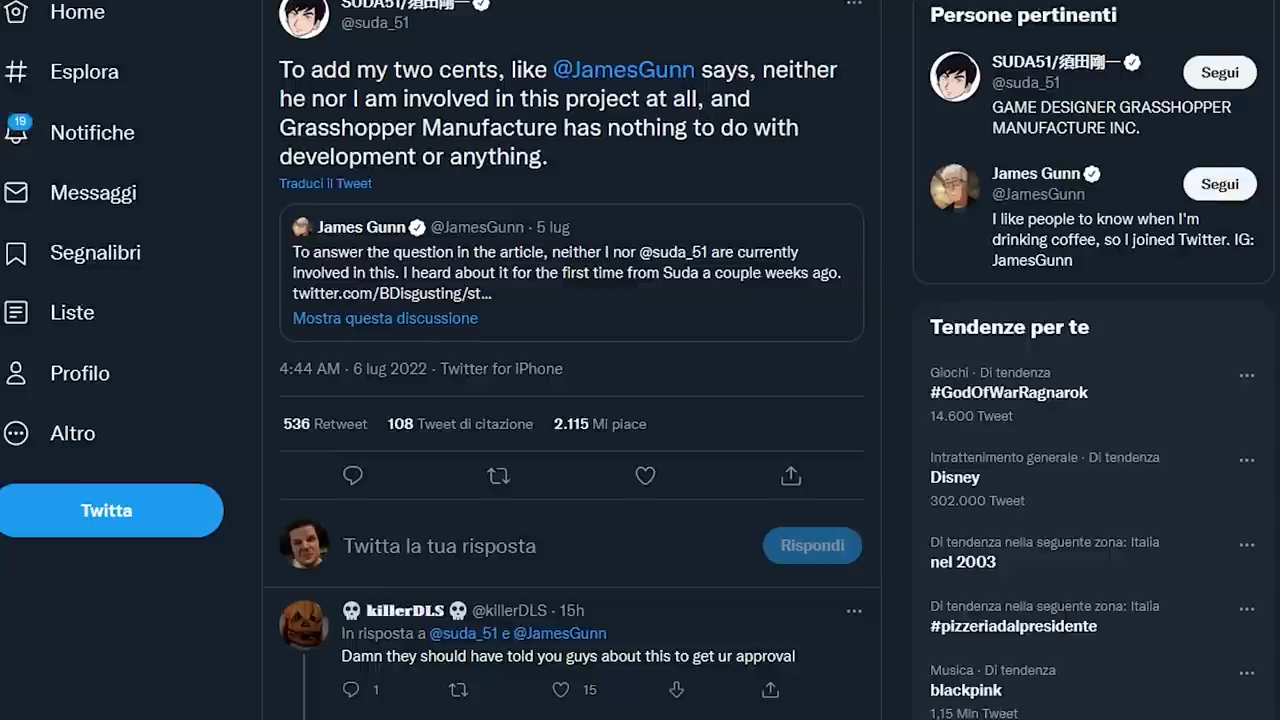 Home
Esplora
19
Notifiche
Messaggi
Segnalibri
Liste
Profilo
Altro
Twitta
SUDA51/須田剛一
@suda_51
To add my two cents, like @JamesGunn says, neither
he nor I am involved in this project at all, and
Grasshopper Manufacture has nothing to do with
development or anything.
Traduci il Tweet
James Gunn @JamesGunn · 5 lug
To answer the question in the article, neither I nor @suda_51 are currently
involved in this. I heard about it for the first time from Suda a couple weeks ago.
twitter.com/BDisgusting/st...
Mostra questa discussione
4:44 AM · 6 lug 2022 · Twitter for iPhone
536 Retweet 108 Tweet di citazione 2.115 Mi piace
Twitta la tua risposta
Rispondi
💀 killerDLS 💀 @killerDLS · 15h
In risposta a @suda_51 e @JamesGunn
Damn they should have told you guys about this to get ur approval
1 15
Persone pertinenti
SUDA51/須田剛一
@suda_51
Segui
GAME DESIGNER GRASSHOPPER
MANUFACTURE INC.
James Gunn
@JamesGunn
Segui
I like people to know when I'm
drinking coffee, so I joined Twitter. IG:
JamesGunn
Tendenze per te
Giochi · Di tendenza
#GodOfWarRagnarok
14.600 Tweet
Intrattenimento generale · Di tendenza
Disney
302.000 Tweet
Di tendenza nella seguente zona: Italia
nel 2003
Di tendenza nella seguente zona: Italia
#pizzeriadalpresidente
Musica · Di tendenza
blackpink
1,15 Mln Tweet